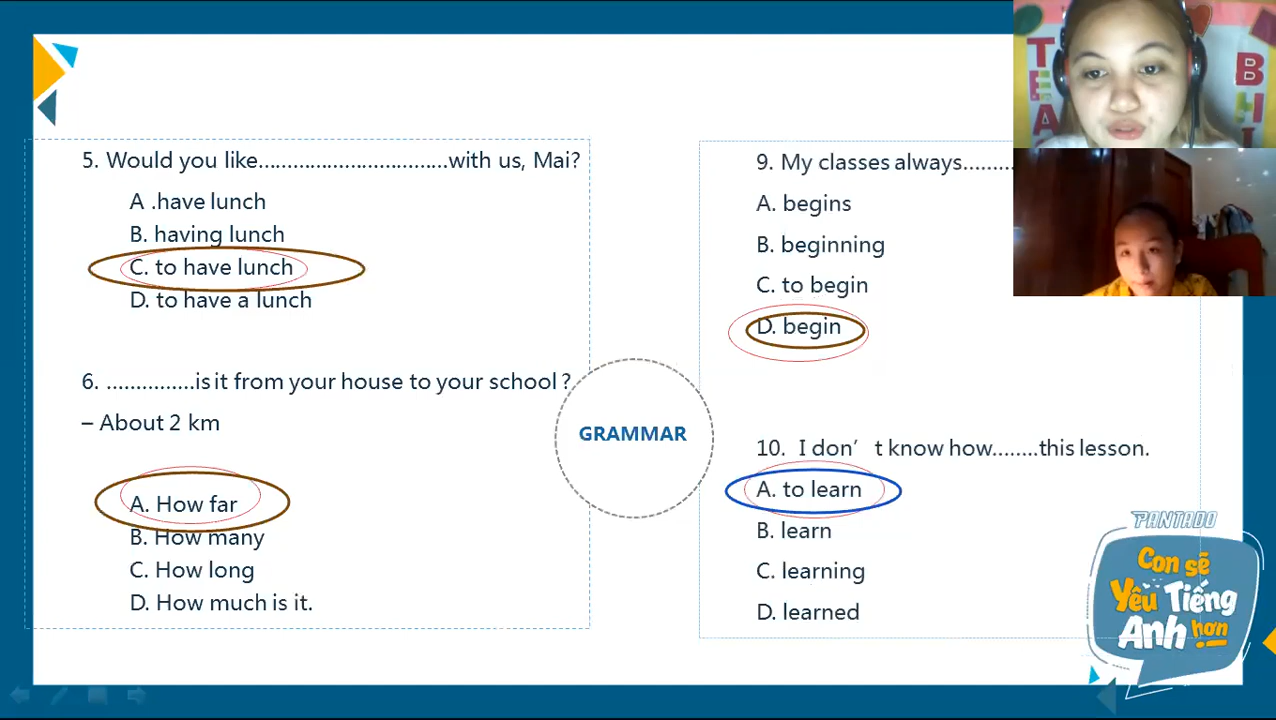 5. Would you like.................................with us, Mai?
A .have lunch
B. having lunch
C. to have lunch
D. to have a lunch
6. ...............is it from your house to your school ?
– About 2 km
A. How far
B. How many
C. How long
D. How much is it.
GRAMMAR
9. My classes always.........
A. begins
B. beginning
C. to begin
D. begin
10. I don’ t know how........this lesson.
A. to learn
B. learn
C. learning
D. learned
PANTADO
Con sẽ
Yêu Tiếng
Anh hơn